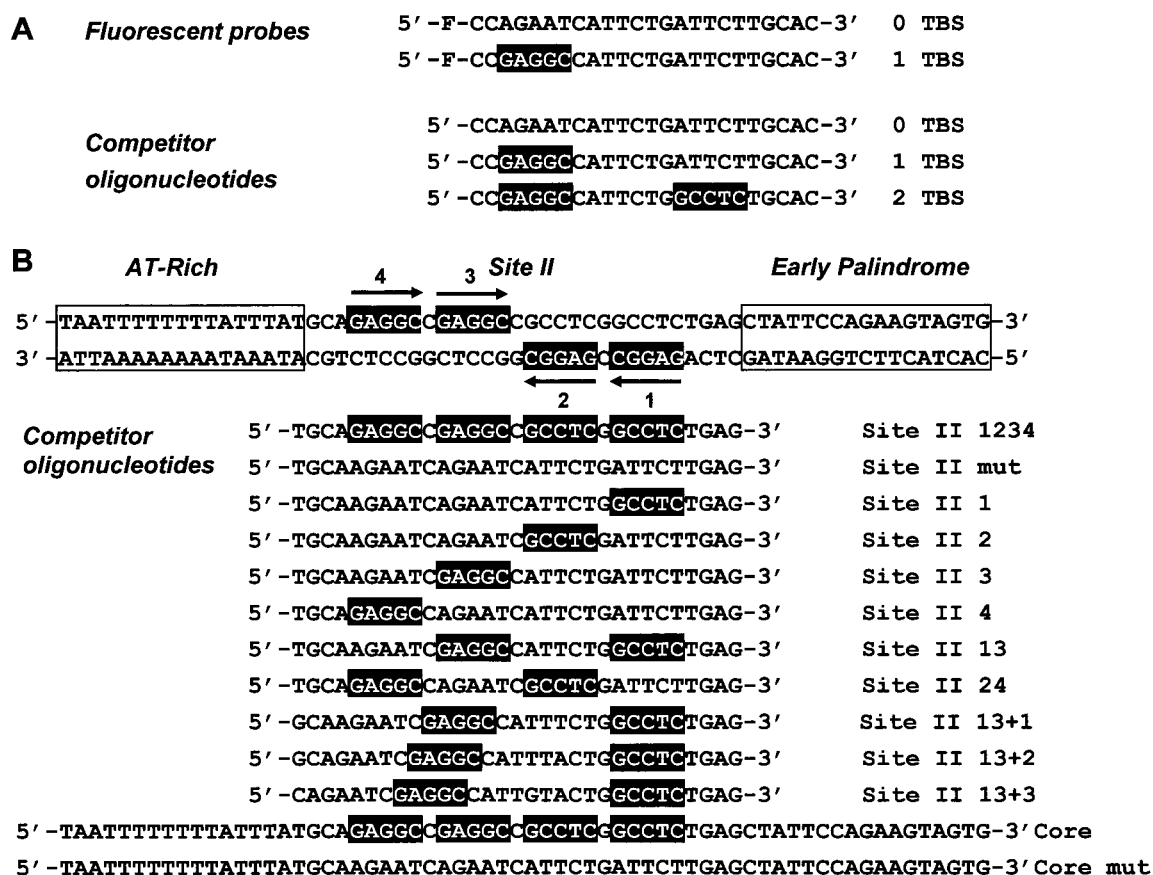 A Fluorescent probes 5'-F-CCAGAATCATTCTGATTCTTGCAC-3' 0 TBS
5'-F-CCGAGGCCATTCTGATTCTTGCAC-3' 1 TBS
Competitor oligonucleotides
5'-CCAGAATCATTCTGATTCTTGCAC-3' 0 TBS
5'-CCGAGGCCATTCTGATTCTTGCAC-3' 1 TBS
5'-CCGAGGCCATTCTGGCCTCTGCAC-3' 2 TBS
B AT-Rich Site II Early Palindrome
4 3
5'-TAATTTTTTTTTATTTATGCAGAGGCCGAGGCCGCCTCGGCCTCTGAGCTATTCCAGAAGTAGTG-3'
3'-ATTAAAAAAAAATAAATACGTCTCCGGCTCCGGCGGAGCCGGAGACTCGATAAGGTCTTCATCAC-5'
2 1
Competitor oligonucleotides
5'-TGCAGAGGCCGAGGCCGCCTCGGCCTCTGAG-3' Site II 1234
5'-TGCAAGAATCAGAATCATTCTGATTCTTGAG-3' Site II mut
5'-TGCAAGAATCAGAATCATTCTGGCCTCTGAG-3' Site II 1
5'-TGCAAGAATCAGAATCGCCTCGATTCTTGAG-3' Site II 2
5'-TGCAAGAATCGAGGCCATTCTGATTCTTGAG-3' Site II 3
5'-TGCAGAGGCCAGAATCATTCTGATTCTTGAG-3' Site II 4
5'-TGCAAGAATCGAGGCCATTCTGGCCTCTGAG-3' Site II 13
5'-TGCAGAGGCCAGAATCGCCTCGATTCTTGAG-3' Site II 24
5'-GCAAGAATCGAGGCCATTTCTGGCCTCTGAG-3' Site II 13+1
5'-GCAGAATCGAGGCCATTTACTGGCCTCTGAG-3' Site II 13+2
5'-CAGAATCGAGGCCATTGTACTGGCCTCTGAG-3' Site II 13+3
5'-TAATTTTTTTTTATTTATGCAGAGGCCGAGGCCGCCTCGGCCTCTGAGCTATTCCAGAAGTAGTG-3' Core
5'-TAATTTTTTTTTATTTATGCAAGAATCAGAATCATTCTGATTCTTGAGCTATTCCAGAAGTAGTG-3' Core mut